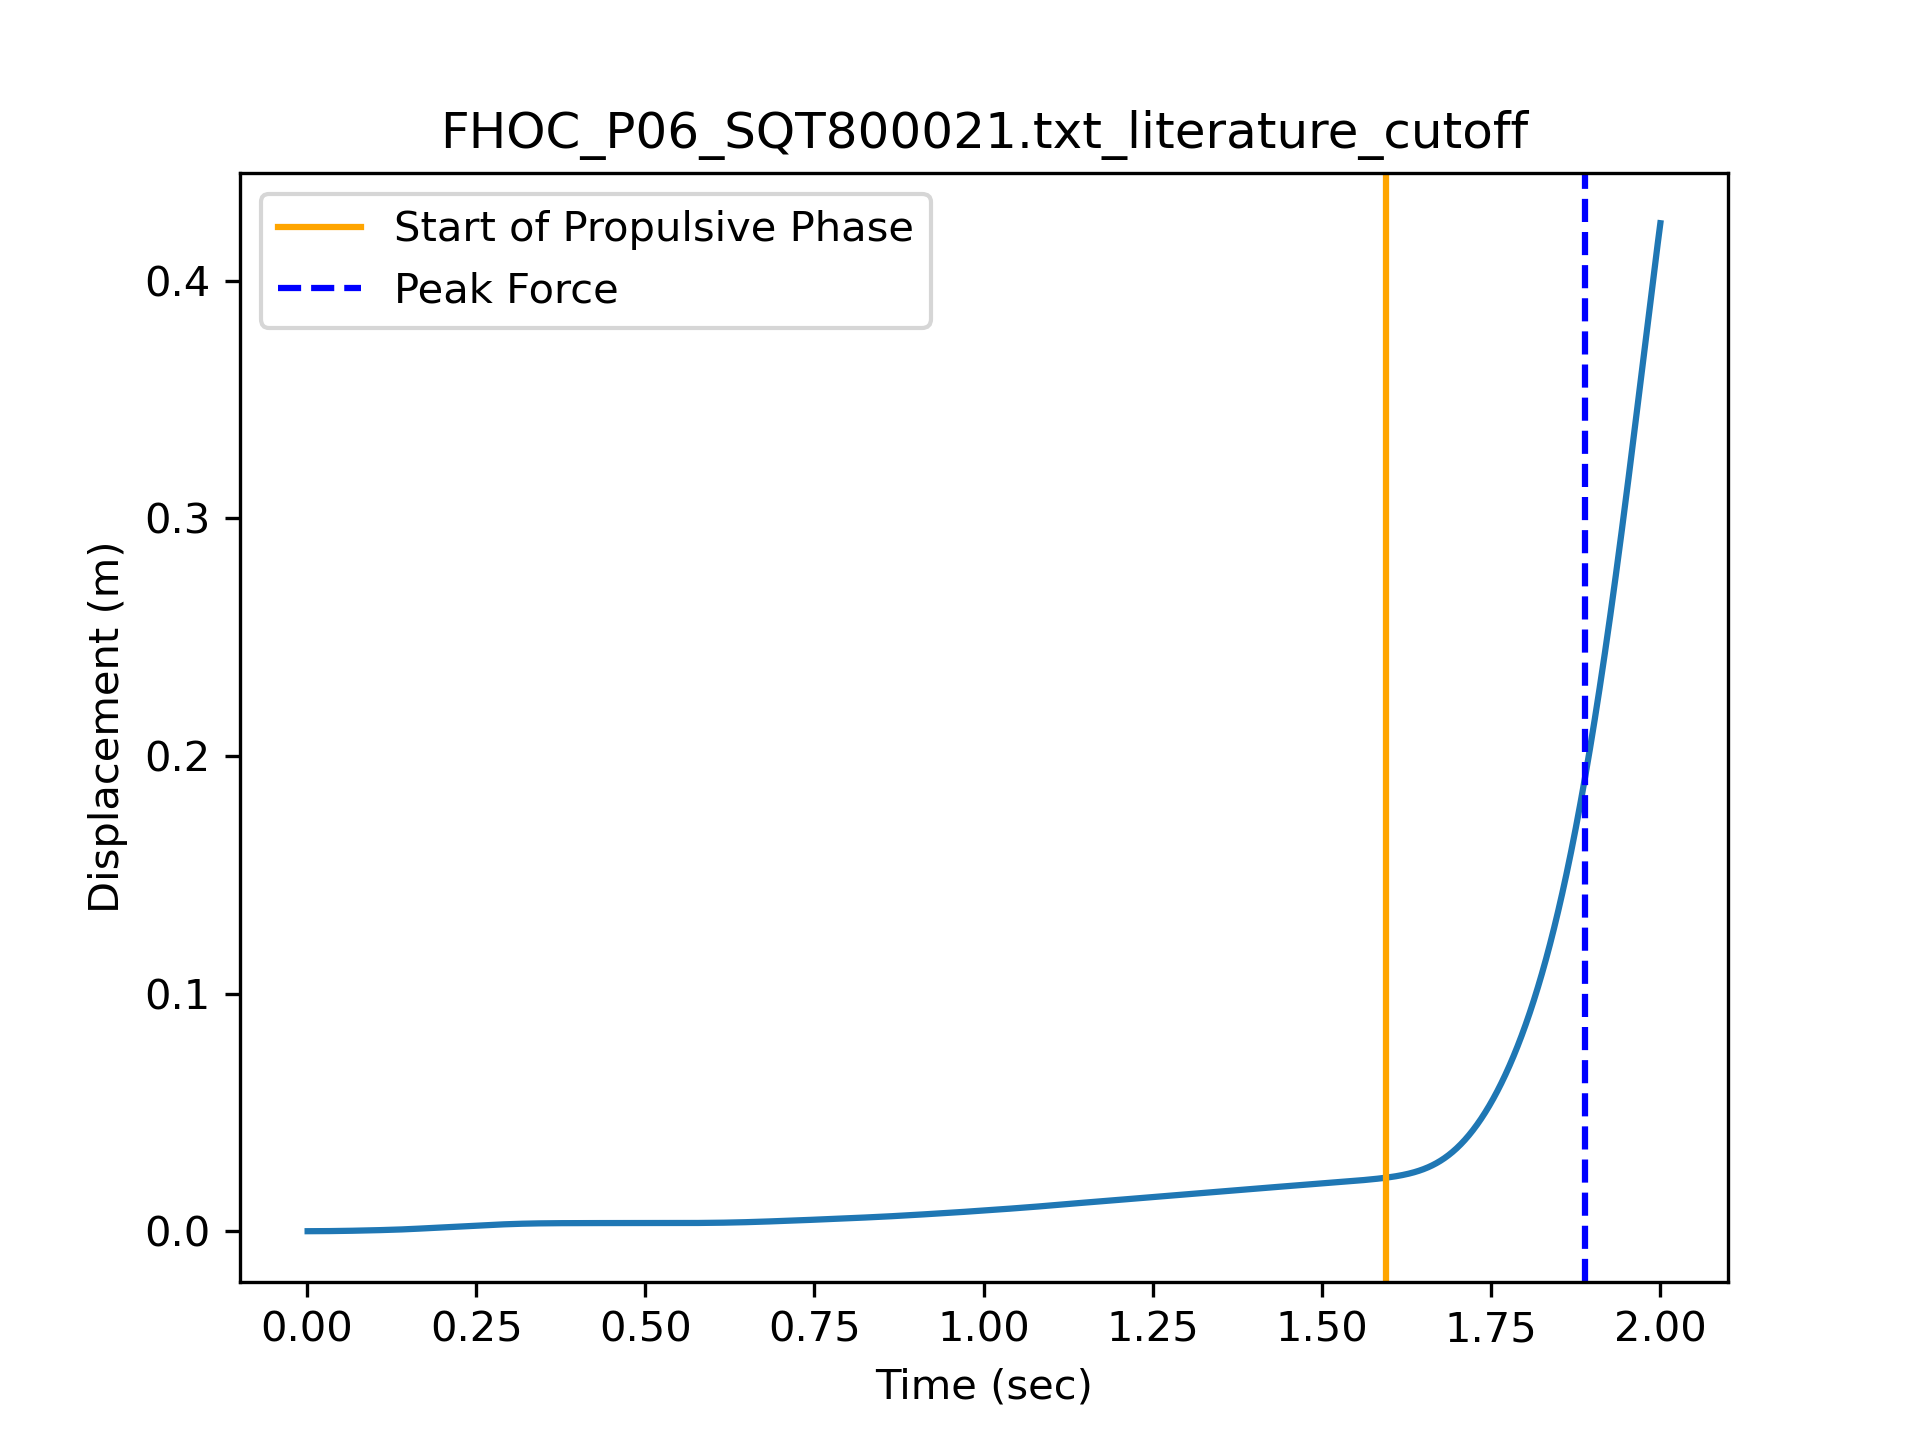 FHOC_P06_SQT800021.txt_literature_cutoff
Start of Propulsive Phase
Peak Force
0.4
0.3
0.2
0.1
0.0
Displacement (m)
0.00 0.25 0.50 0.75 1.00 1.25 1.50 1.75 2.00
Time (sec)